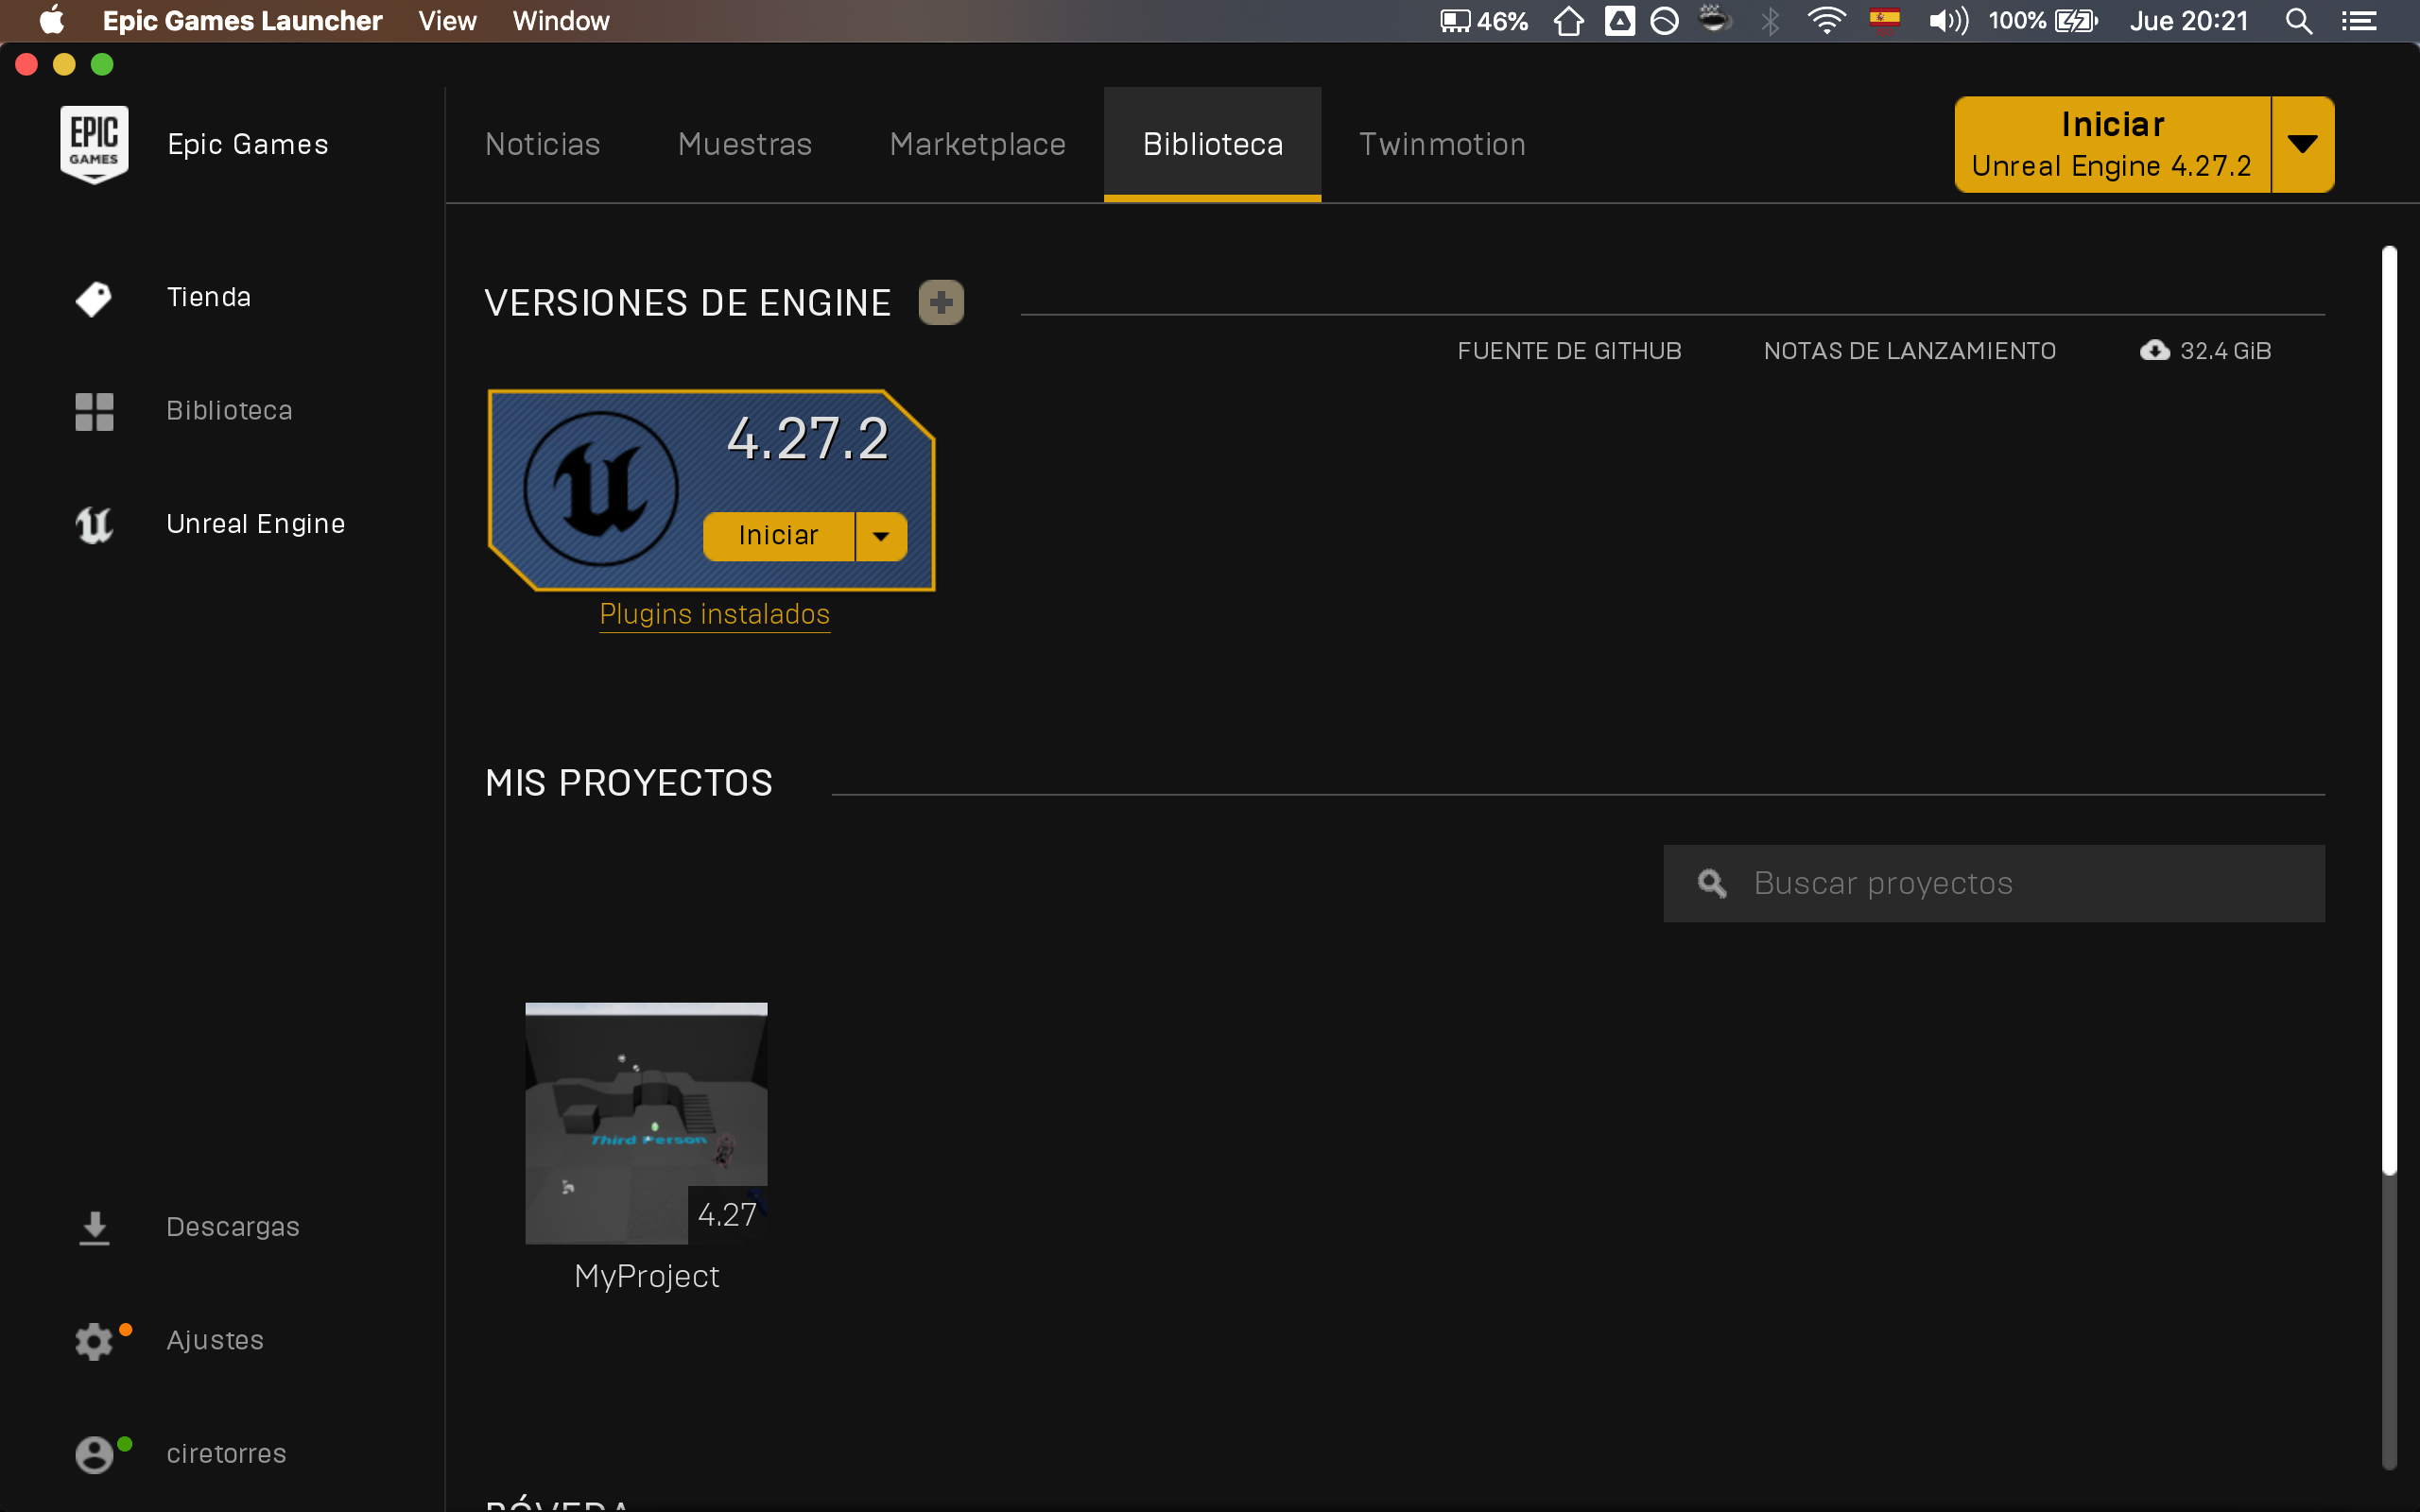 Epic Games Launcher View Window 46% 100% Jue 20:21
EPIC GAMES
Epic Games
Noticias Muestras Marketplace Biblioteca Twinmotion
Iniciar
Unreal Engine 4.27.2
Tienda
Biblioteca
Unreal Engine
VERSIONES DE ENGINE
FUENTE DE GITHUB NOTAS DE LANZAMIENTO 32.4 GiB
4.27.2
Iniciar
Plugins instalados
MIS PROYECTOS
Buscar proyectos
Third Person
4.27
MyProject
Descargas
Ajustes
ciretorres
BÓVEDA